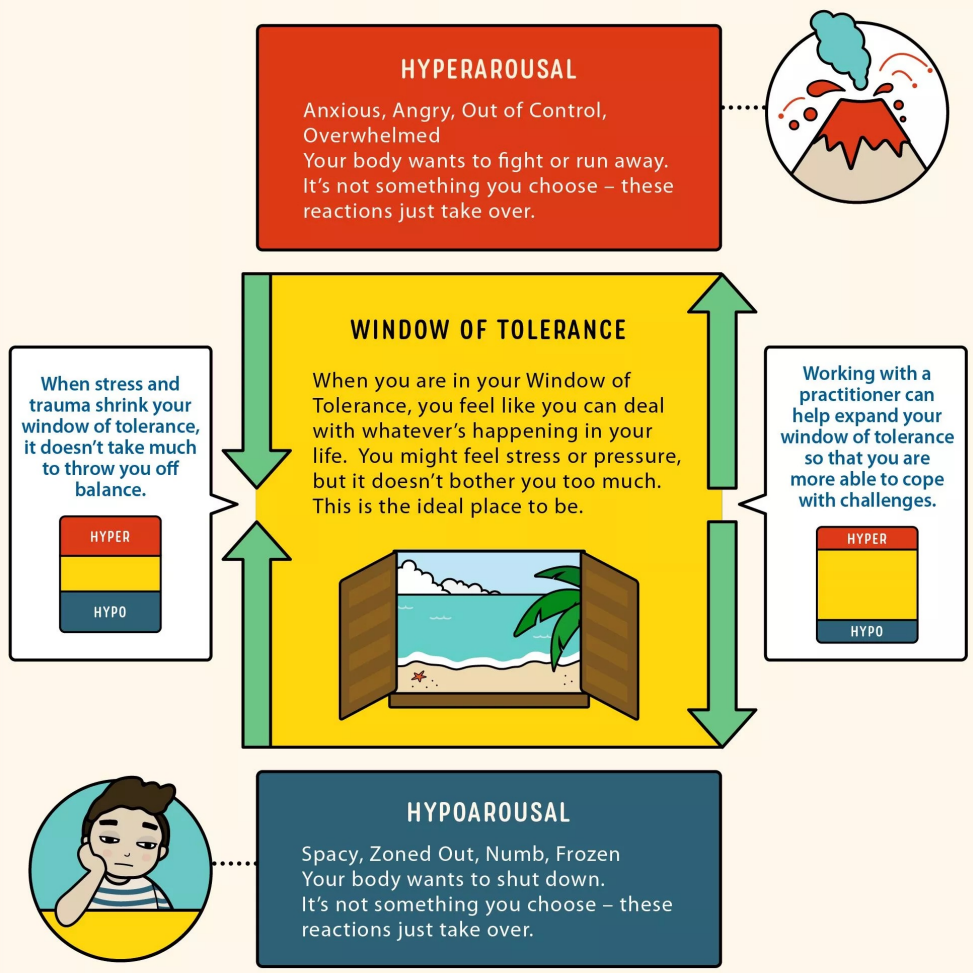 HYPERAROUSAL
Anxious, Angry, Out of Control,
Overwhelmed
Your body wants to fight or run away.
It’s not something you choose – these
reactions just take over.
WINDOW OF TOLERANCE
When you are in your Window of
Tolerance, you feel like you can deal
with whatever’s happening in your
life. You might feel stress or pressure,
but it doesn’t bother you too much.
This is the ideal place to be.
When stress and
trauma shrink your
window of tolerance,
it doesn’t take much
to throw you off
balance.
HYPER
HYPO
Working with a
practitioner can
help expand your
window of tolerance
so that you are
more able to cope
with challenges.
HYPER
HYPO
HYPOAROUSAL
Spacy, Zoned Out, Numb, Frozen
Your body wants to shut down.
It’s not something you choose – these
reactions just take over.